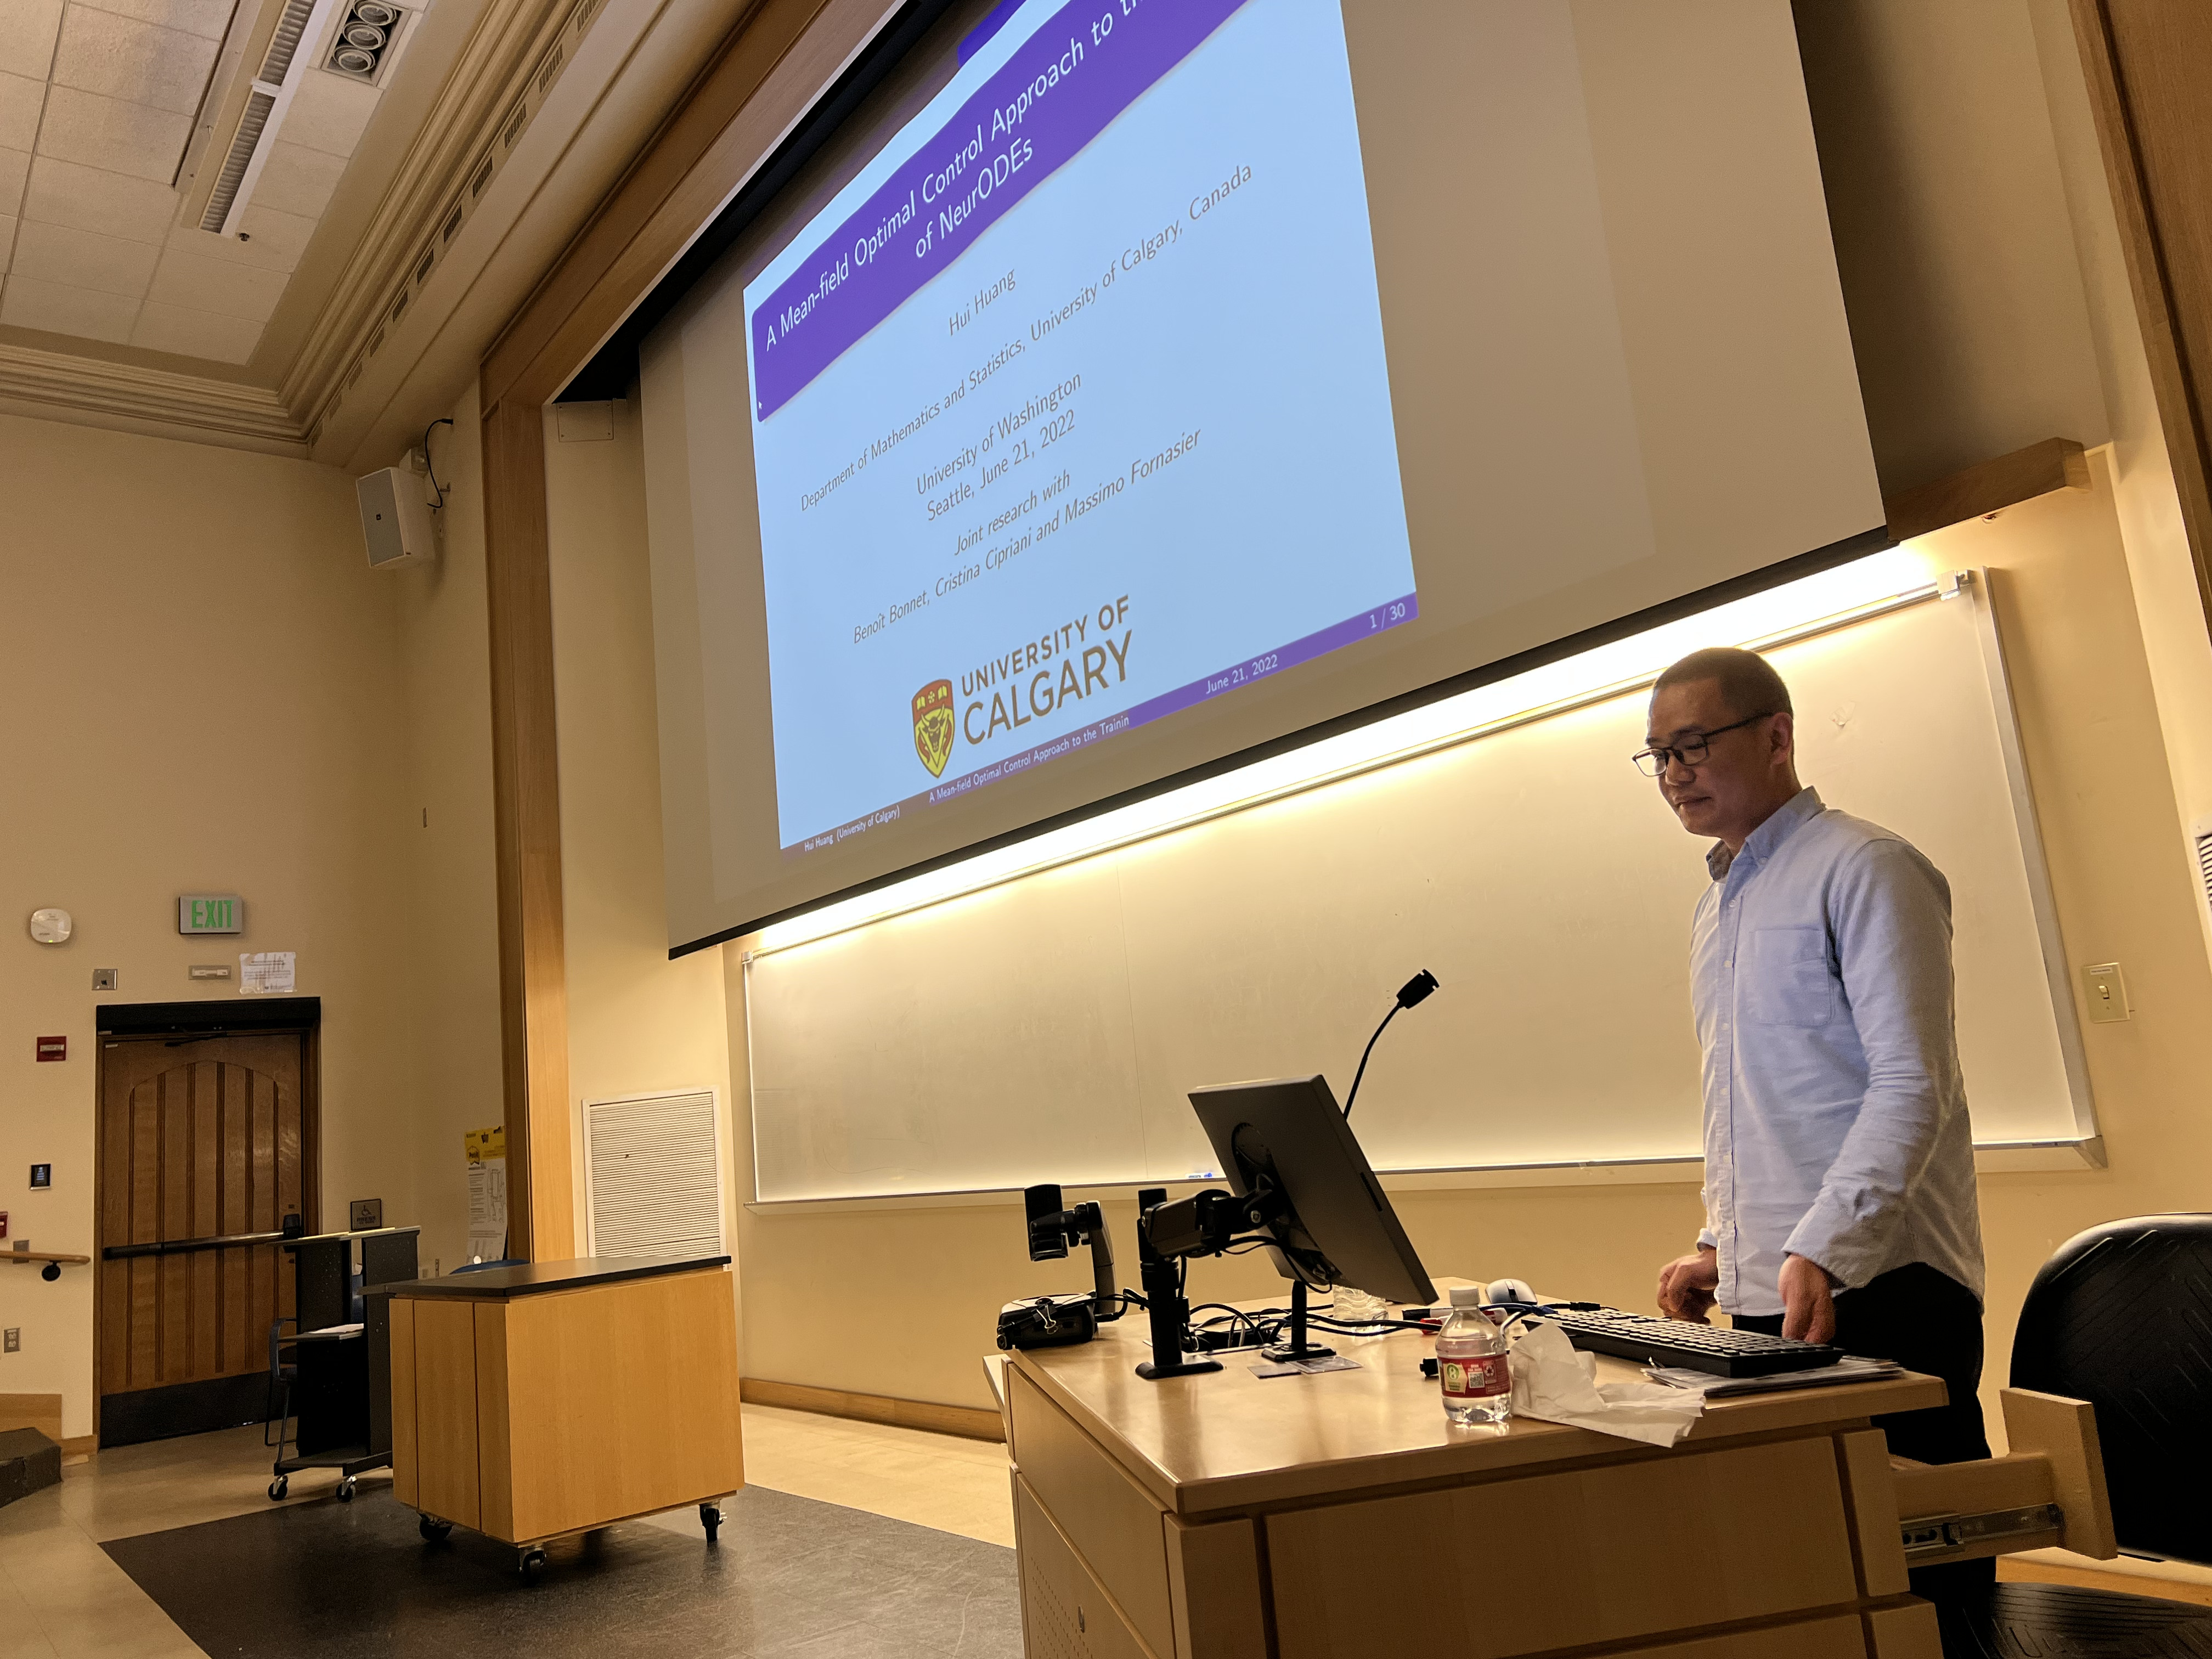 A Mean-field Optimal Control Approach to
of NeurODEs
Hui Huang
Department of Mathematics and Statistics, University of Calgary, Canada
University of Washington
Seattle, June 21, 2022
Joint research with
Benoît Bonnet, Cristina Cipriani and Massimo Fornasier
UNIVERSITY OF
CALGARY
Hui Huang (University of Calgary) A Mean-field Optimal Control Approach to the Trainin June 21, 2022 1 / 30
EXIT